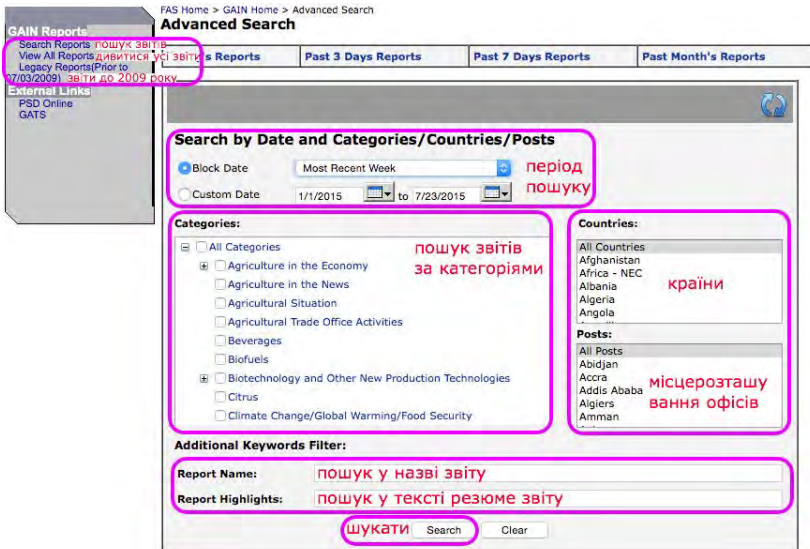 FAS Home > GAIN Home > Advanced Search
Advanced Search
GAIN Reports
Search Reports пошук звітів
View All Reports дивитися усі звіти
Legacy Reports(Prior to
07/03/2009) звіти до 2009 року
External Links
PSD Online
GATS
's Reports
Past 3 Days Reports
Past 7 Days Reports
Past Month's Reports
Search by Date and Categories/Countries/Posts
Block Date Most Recent Week
Custom Date 1/1/2015 to 7/23/2015
період
пошуку
Categories:
All Categories
Agriculture in the Economy
Agriculture in the News
Agricultural Situation
Agricultural Trade Office Activities
Beverages
Biofuels
Biotechnology and Other New Production Technologies
Citrus
Climate Change/Global Warming/Food Security
пошук звітів
за категоріями
Countries:
All Countries
Afghanistan
Africa - NEC
Albania
Algeria
Angola
країни
Posts:
All Posts
Abidjan
Accra
Addis Ababa
Algiers
Amman
місцерозташу
вання офісів
Additional Keywords Filter:
Report Name: пошук у назві звіту
Report Highlights: пошук у тексті резюме звіту
шукати Search Clear